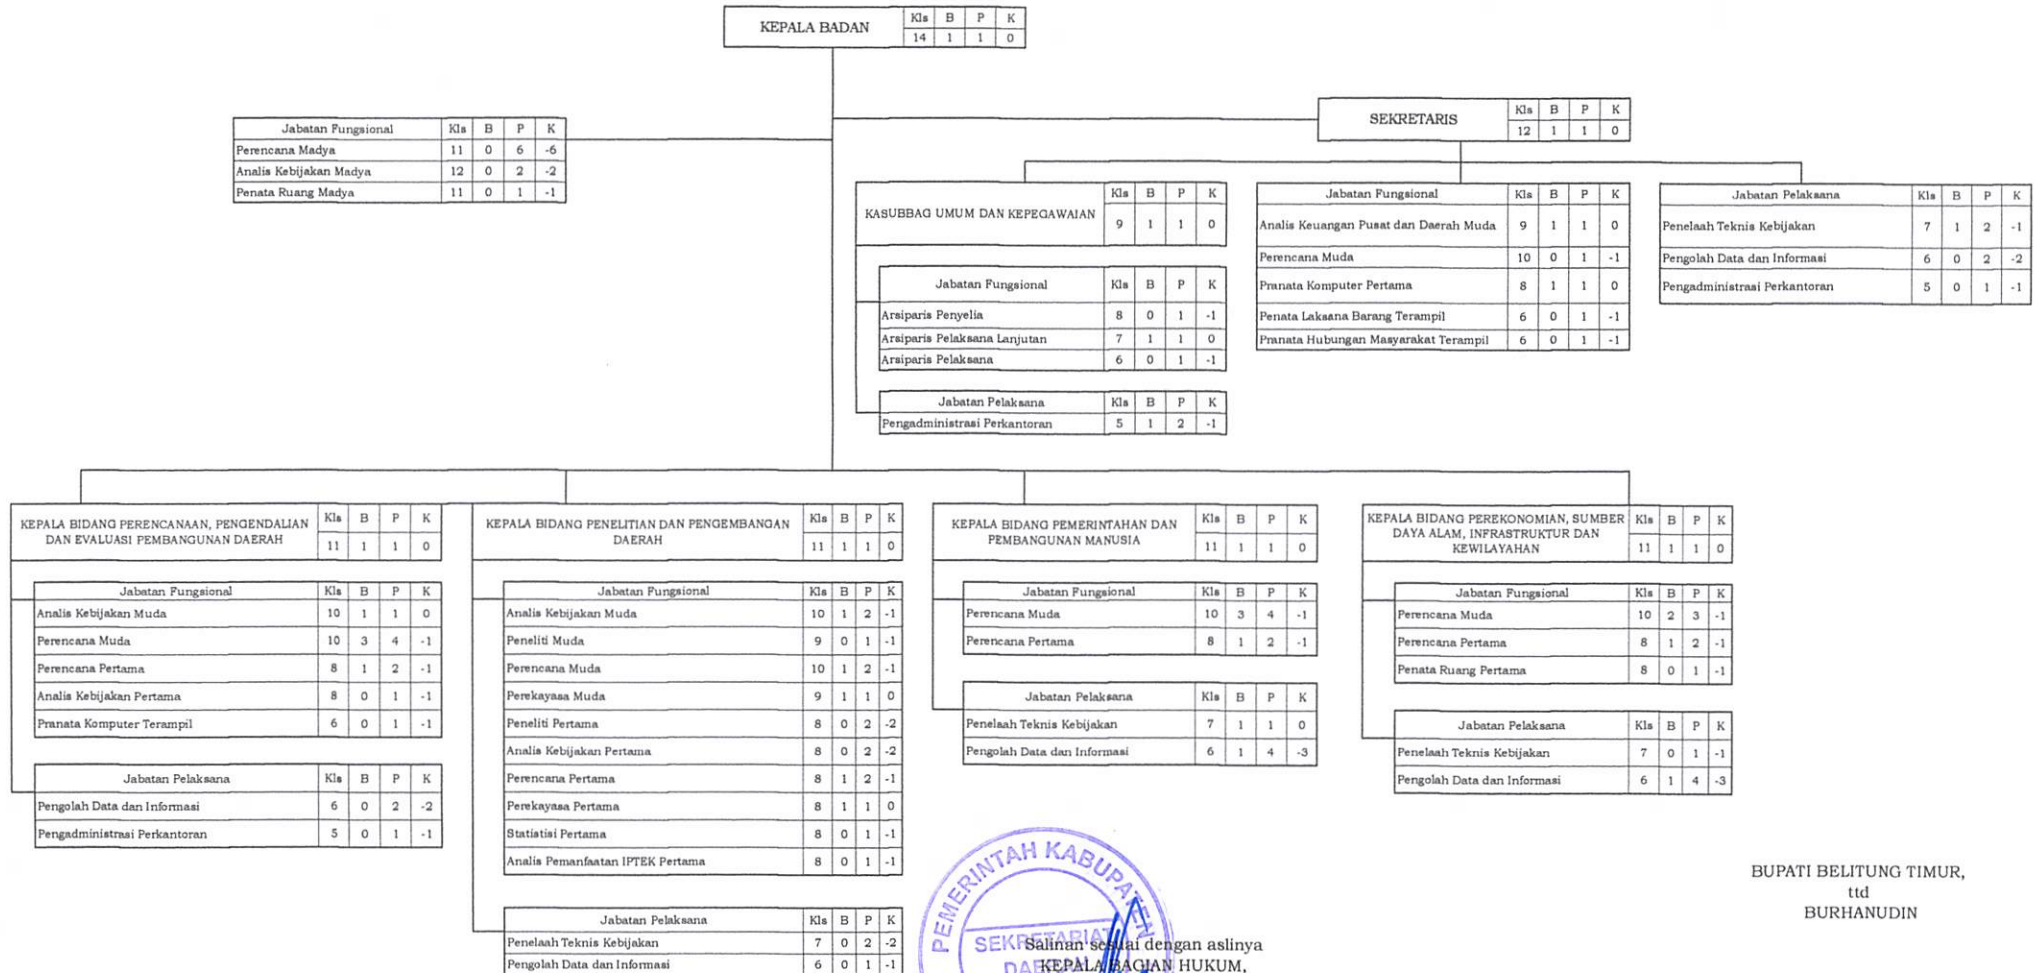 KEPALA BADAN
Kls B P K
14 1 1 0
SEKRETARIS
Kls B P K
12 1 1 0
Jabatan Fungsional Kls B P K
Perencana Madya 11 0 6 -6
Analis Kebijakan Madya 12 0 2 -2
Penata Ruang Madya 11 0 1 -1
KASUBBAG UMUM DAN KEPEGAWAIAN
Kls B P K
9 1 1 0
Jabatan Fungsional Kls B P K
Arsiparis Penyelia 8 0 1 -1
Arsiparis Pelaksana Lanjutan 7 1 1 0
Arsiparis Pelaksana 6 0 1 -1
Jabatan Pelaksana Kls B P K
Pengadministrasi Perkantoran 5 1 2 -1
Jabatan Fungsional Kls B P K
Analis Keuangan Pusat dan Daerah Muda 9 1 1 0
Perencana Muda 10 0 1 -1
Pranata Komputer Pertama 8 1 1 0
Penata Laksana Barang Terampil 6 0 1 -1
Pranata Hubungan Masyarakat Terampil 6 0 1 -1
Jabatan Pelaksana Kls B P K
Penelaah Teknis Kebijakan 7 1 2 -1
Pengolah Data dan Informasi 6 0 2 -2
Pengadministrasi Perkantoran 5 0 1 -1
KEPALA BIDANG PERENCANAAN, PENGENDALIAN
DAN EVALUASI PEMBANGUNAN DAERAH
Kls B P K
11 1 1 0
Jabatan Fungsional Kls B P K
Analis Kebijakan Muda 10 1 1 0
Perencana Muda 10 3 4 -1
Perencana Pertama 8 1 2 -1
Analis Kebijakan Pertama 8 0 1 -1
Pranata Komputer Terampil 6 0 1 -1
Jabatan Pelaksana Kls B P K
Pengolah Data dan Informasi 6 0 2 -2
Pengadministrasi Perkantoran 5 0 1 -1
KEPALA BIDANG PENELITIAN DAN PENGEMBANGAN
DAERAH
Kls B P K
11 1 1 0
Jabatan Fungsional Kls B P K
Analis Kebijakan Muda 10 1 2 -1
Peneliti Muda 9 0 1 -1
Perencana Muda 10 1 2 -1
Perekayasa Muda 9 1 1 0
Peneliti Pertama 8 0 2 -2
Analis Kebijakan Pertama 8 0 2 -2
Perencana Pertama 8 1 2 -1
Perekayasa Pertama 8 1 1 0
Statistisi Pertama 8 0 1 -1
Analis Pemanfaatan IPTEK Pertama 8 0 1 -1
Jabatan Pelaksana Kls B P K
Penelaah Teknis Kebijakan 7 0 2 -2
Pengolah Data dan Informasi 6 0 1 -1
KEPALA BIDANG PEMERINTAHAN DAN
PEMBANGUNAN MANUSIA
Kls B P K
11 1 1 0
Jabatan Fungsional Kls B P K
Perencana Muda 10 3 4 -1
Perencana Pertama 8 1 2 -1
Jabatan Pelaksana Kls B P K
Penelaah Teknis Kebijakan 7 1 1 0
Pengolah Data dan Informasi 6 1 4 -3
KEPALA BIDANG PEREKONOMIAN, SUMBER
DAYA ALAM, INFRASTRUKTUR DAN
KEWILAYAHAN
Kls B P K
11 1 1 0
Jabatan Fungsional Kls B P K
Perencana Muda 10 2 3 -1
Perencana Pertama 8 1 2 -1
Penata Ruang Pertama 8 0 1 -1
Jabatan Pelaksana Kls B P K
Penelaah Teknis Kebijakan 7 0 1 -1
Pengolah Data dan Informasi 6 1 4 -3
BUPATI BELITUNG TIMUR,
ttd
BURHANUDIN
PEMERINTAH KABUPATEN
SEKRETARIAT
DAERAH
Salinan sesuai dengan aslinya
KEPALA BAGIAN HUKUM,